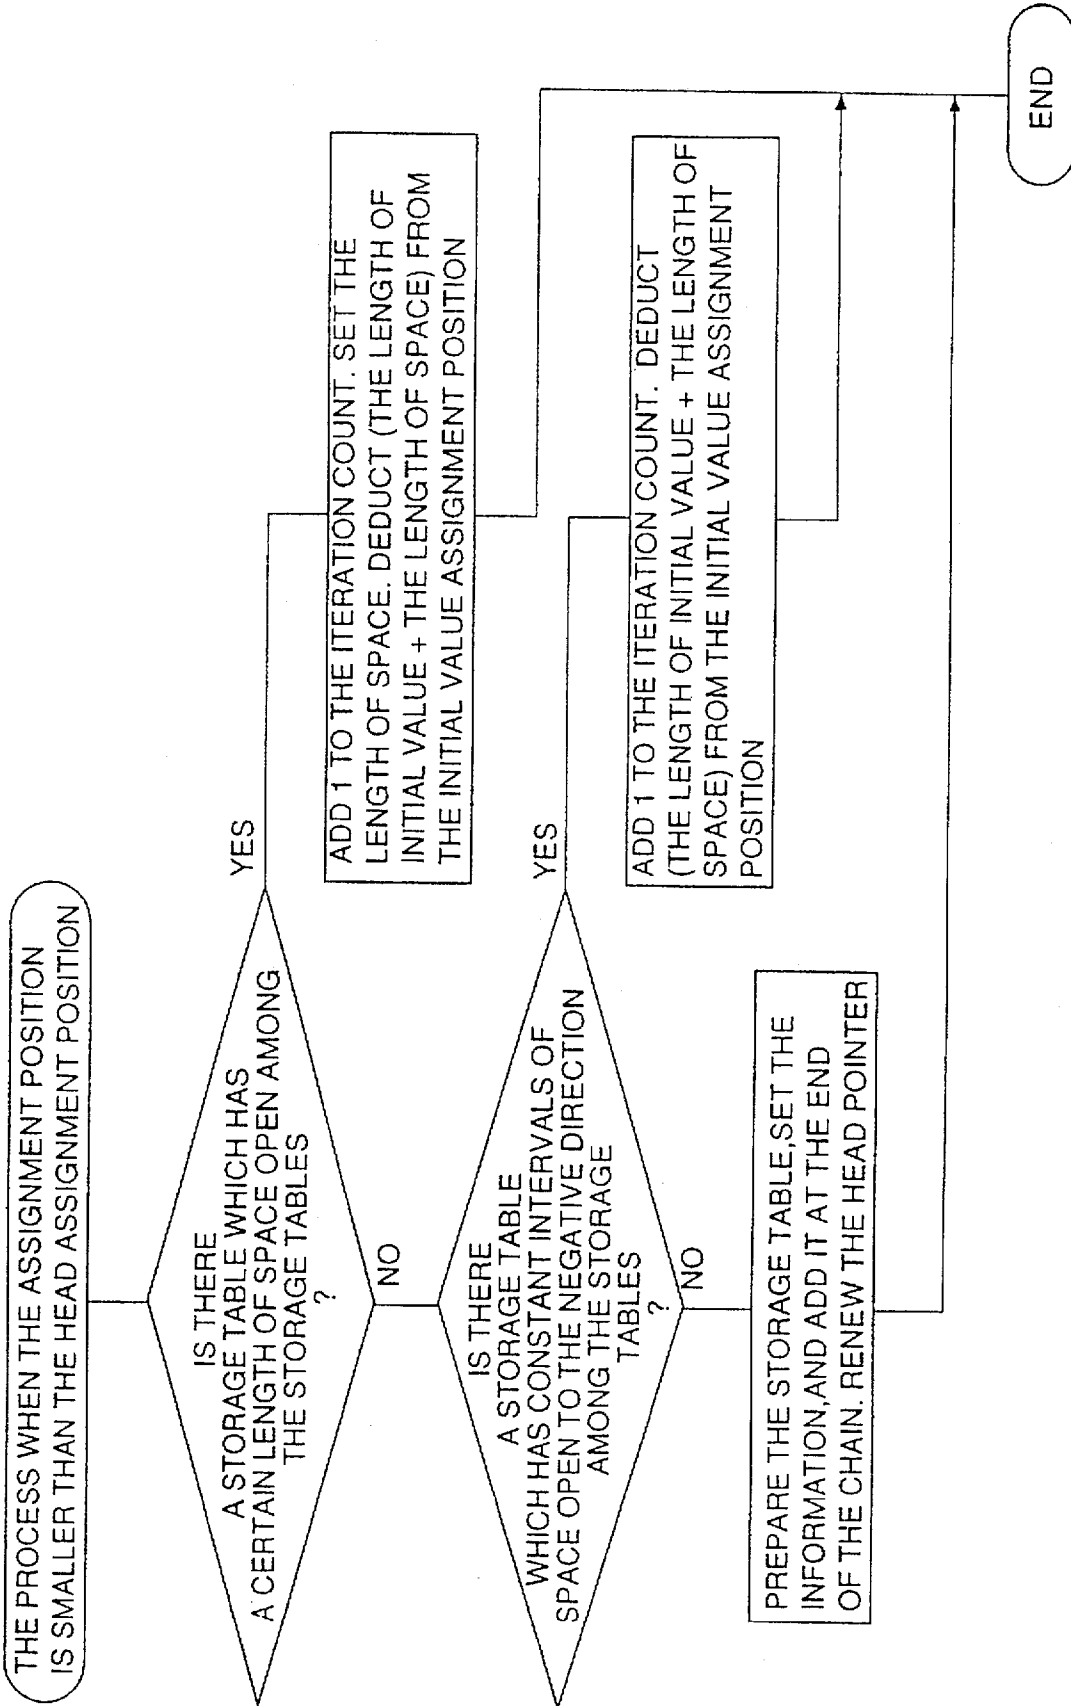 THE PROCESS WHEN THE ASSIGNMENT POSITION
IS SMALLER THAN THE HEAD ASSIGNMENT POSITION
IS THERE
A STORAGE TABLE WHICH HAS
A CERTAIN LENGTH OF SPACE OPEN AMONG
THE STORAGE TABLES
?
YES
ADD 1 TO THE ITERATION COUNT. SET THE
LENGTH OF SPACE. DEDUCT (THE LENGTH OF
INITIAL VALUE + THE LENGTH OF SPACE) FROM
THE INITIAL VALUE ASSIGNMENT POSITION
NO
IS THERE
A STORAGE TABLE
WHICH HAS CONSTANT INTERVALS OF
SPACE OPEN TO THE NEGATIVE DIRECTION
AMONG THE STORAGE
TABLES
?
YES
ADD 1 TO THE ITERATION COUNT. DEDUCT
(THE LENGTH OF INITIAL VALUE + THE LENGTH OF
SPACE) FROM THE INITIAL VALUE ASSIGNMENT
POSITION
NO
PREPARE THE STORAGE TABLE,SET THE
INFORMATION,AND ADD IT AT THE END
OF THE CHAIN. RENEW THE HEAD POINTER
END